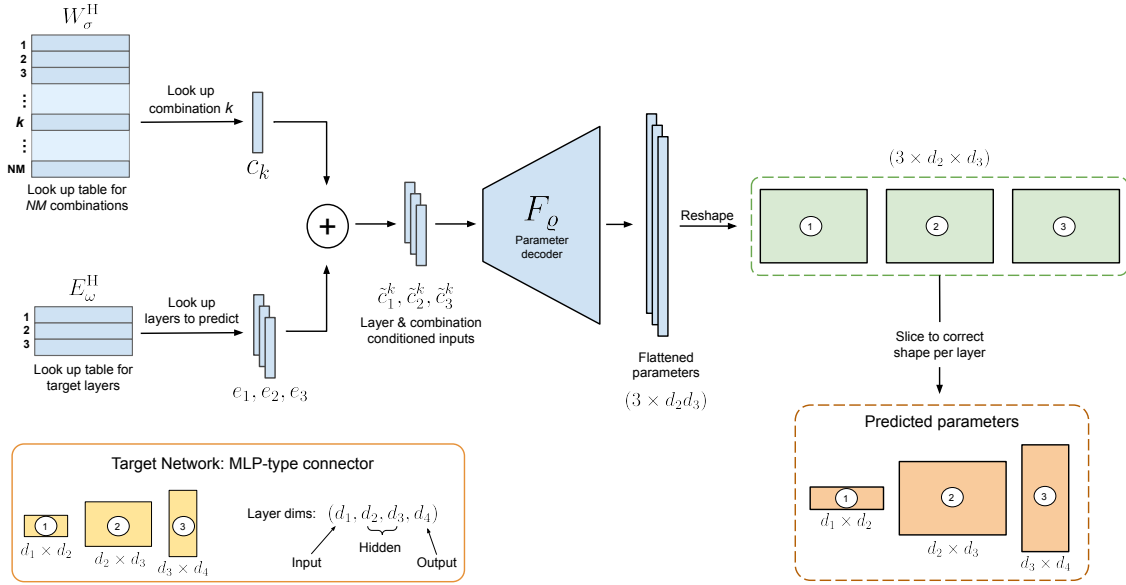 W_σ^H
1
2
3
⋮
k
⋮
NM
Look up table for
NM combinations
Look up
combination k
c_k
E_ω^H
1
2
3
Look up table for
target layers
Look up
layers to predict
e_1, e_2, e_3
+
c̃_1^k, c̃_2^k, c̃_3^k
Layer & combination
conditioned inputs
F_ϱ
Parameter
decoder
Flattened
parameters
(3 × d_2d_3)
Reshape
(3 × d_2 × d_3)
1
2
3
Slice to correct
shape per layer
Predicted parameters
1
d_1 × d_2
2
d_2 × d_3
3
d_3 × d_4
Target Network: MLP-type connector
1
d_1 × d_2
2
d_2 × d_3
3
d_3 × d_4
Layer dims: (d_1, d_2, d_3, d_4)
Input
Hidden
Output